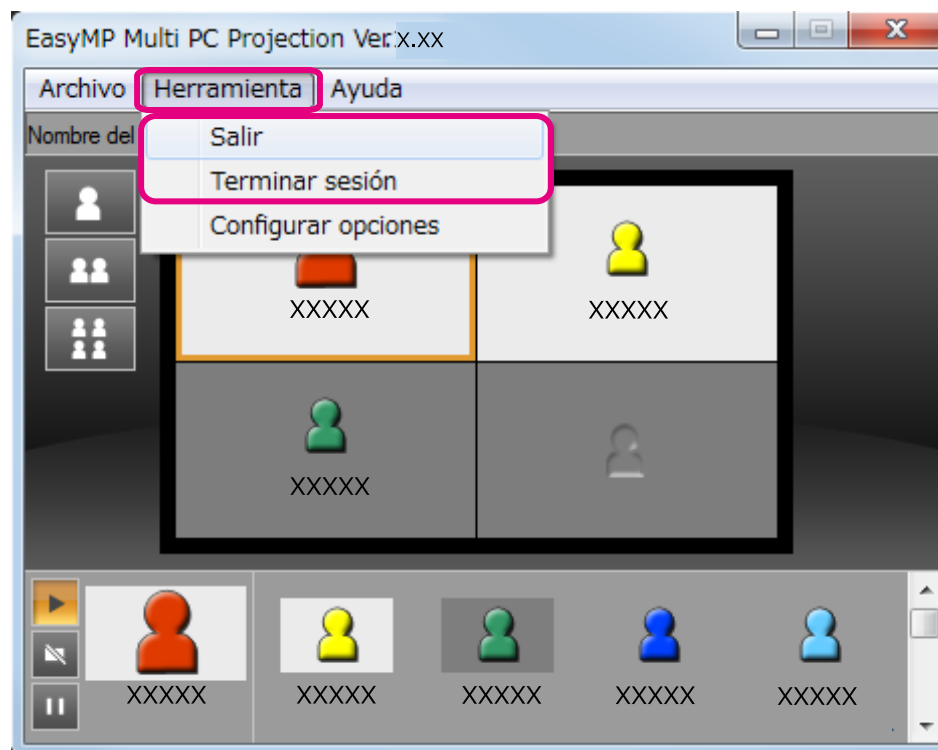 EasyMP Multi PC Projection Ver.X.XX
Archivo Herramienta Ayuda
Nombre del
Salir
Terminar sesión
Configurar opciones
XXXXX XXXXX
XXXXX
XXXXX XXXXX XXXXX XXXXX XXXXX